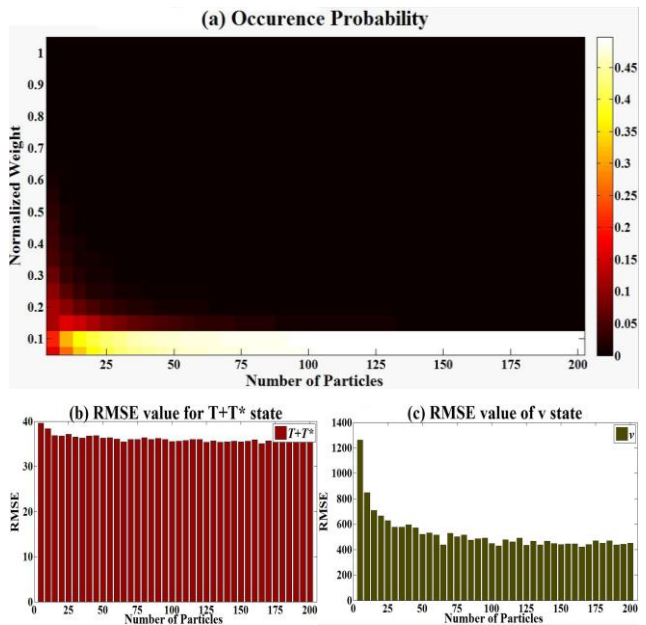 (a) Occurence Probability
Normalized Weight
1
0.9
0.8
0.7
0.6
0.5
0.4
0.3
0.2
0.1
25 50 75 100 125 150 175 200
Number of Particles
0.45
0.4
0.35
0.3
0.25
0.2
0.15
0.1
0.05
0
(b) RMSE value for T+T* state
RMSE
40
30
20
10
0
T+T*
0 25 50 75 100 125 150 175 200
Number of Particles
(c) RMSE value of v state
RMSE
1400
1200
1000
800
600
400
200
0
v
0 25 50 75 100 125 150 175 200
Number of Particles